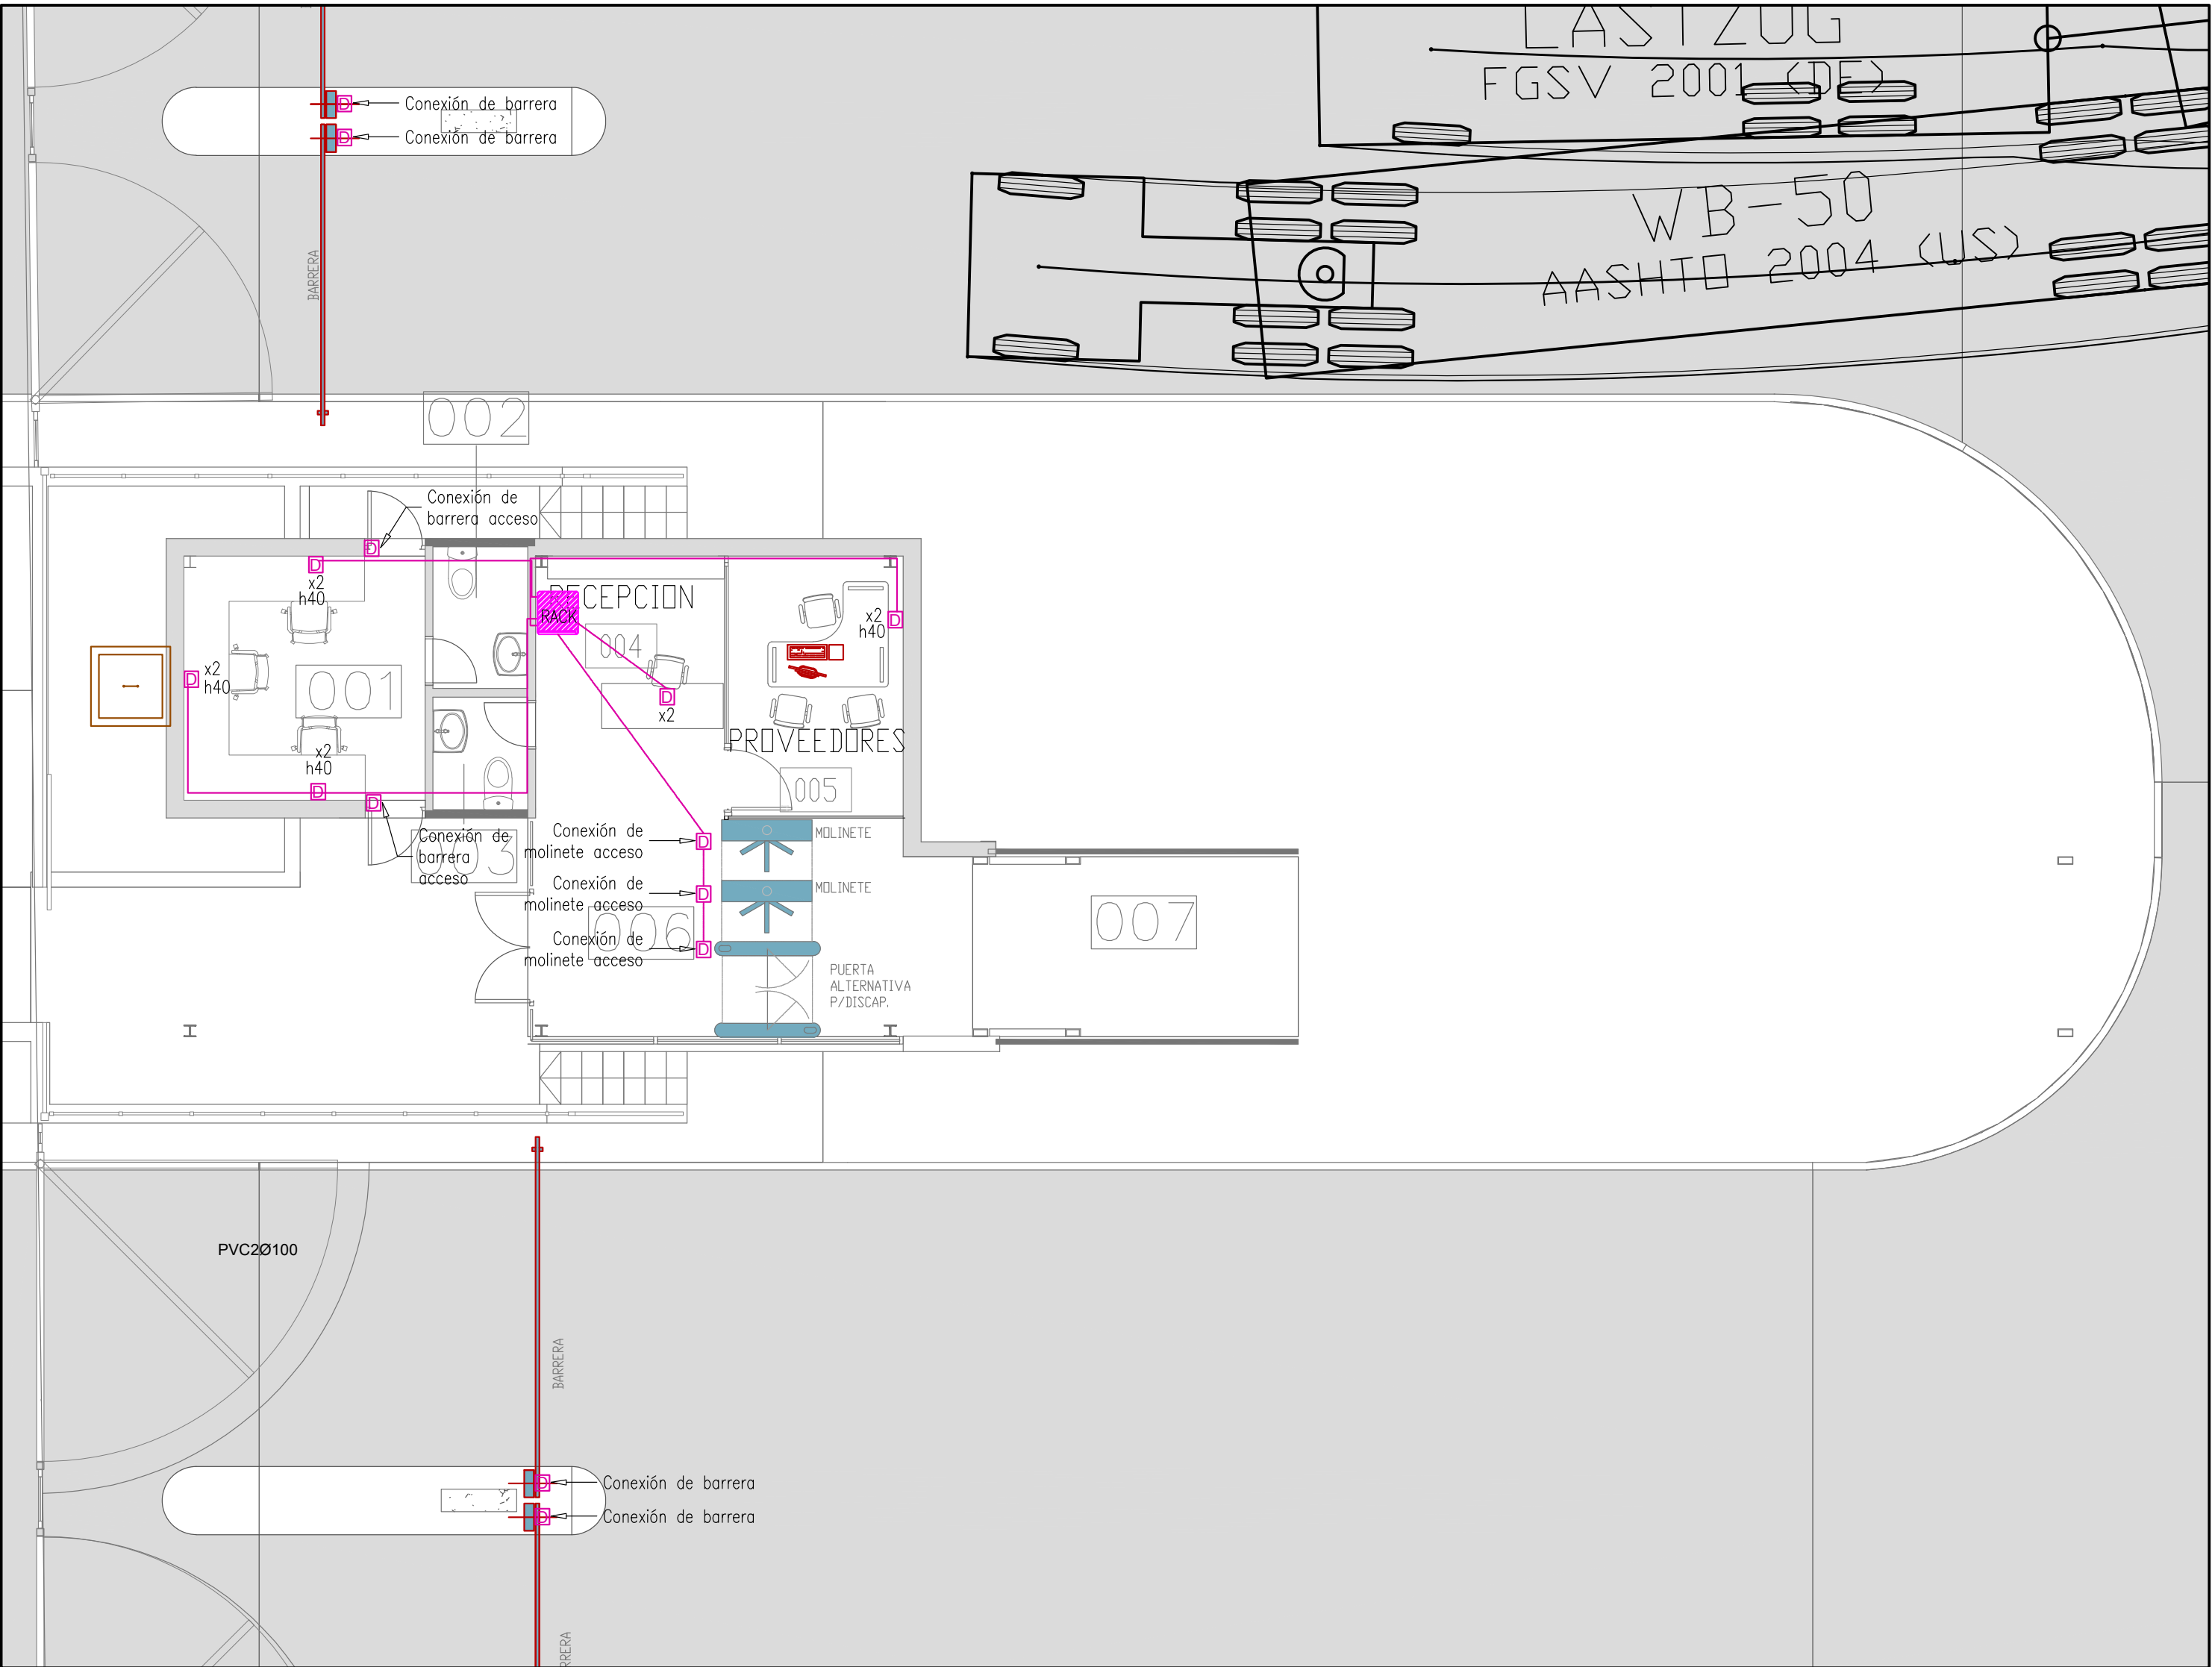 LASTZUG
FGSV 2001 (DE)
WB-50
AASHTO 2004 (US)
D
Conexión de barrera
D
Conexión de barrera
BARRERA
002
Conexión de
barrera acceso
D
D
x2
h40
D
x2
h40
001
x2
h40
D
D
Conexión de
barrera
acceso
003
RECEPCION
RACK
004
D
x2
x2
h40
D
PROVEEDORES
005
Conexión de
molinete acceso
D
MOLINETE
Conexión de
molinete acceso
D
MOLINETE
006
Conexión de
molinete acceso
D
PUERTA
ALTERNATIVA
P/DISCAP.
007
PVC2Ø100
BARRERA
D
Conexión de barrera
D
Conexión de barrera
RRERA